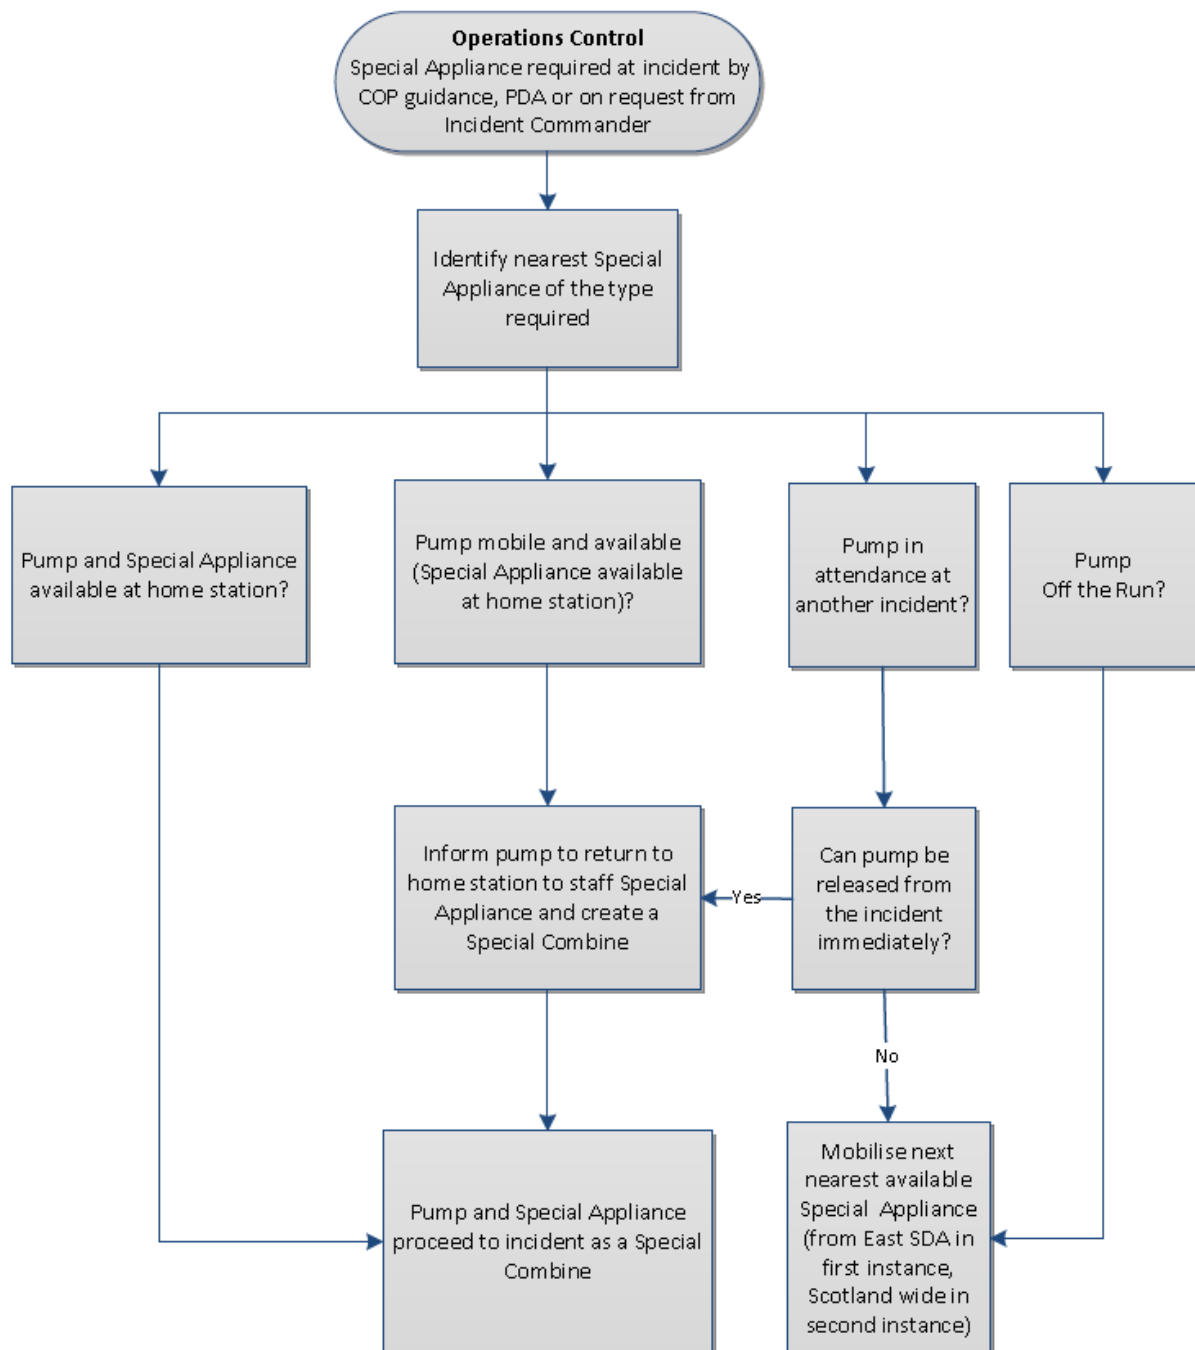 Operations Control
Special Appliance required at incident by
COP guidance, PDA or on request from
Incident Commander
Identify nearest Special
Appliance of the type
required
Pump and Special Appliance
available at home station?
Pump mobile and available
(Special Appliance available
at home station)?
Pump in
attendance at
another incident?
Pump
Off the Run?
Inform pump to return to
home station to staff Special
Appliance and create a
Special Combine
Yes
Can pump be
released from
the incident
immediately?
No
Pump and Special Appliance
proceed to incident as a Special
Combine
Mobilise next
nearest available
Special Appliance
(from East SDA in
first instance,
Scotland wide in
second instance)